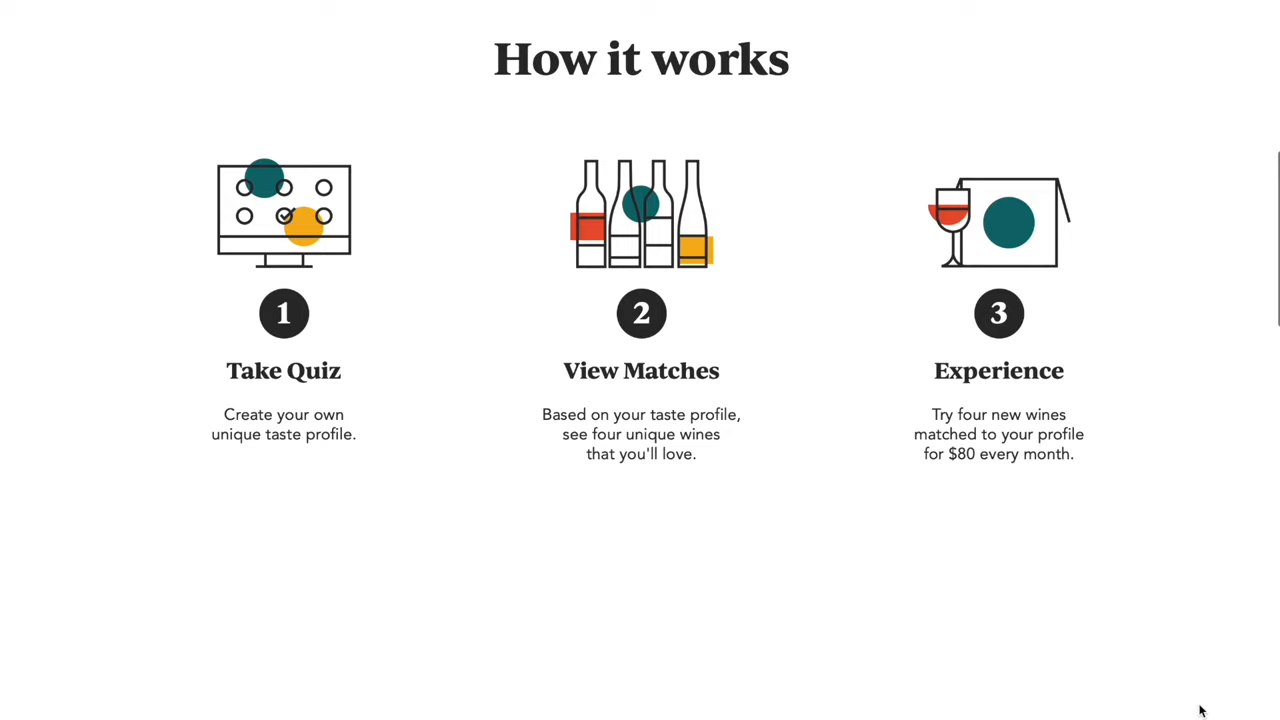 How it works
1
Take Quiz
Create your own
unique taste profile.
2
View Matches
Based on your taste profile,
see four unique wines
that you'll love.
3
Experience
Try four new wines
matched to your profile
for $80 every month.